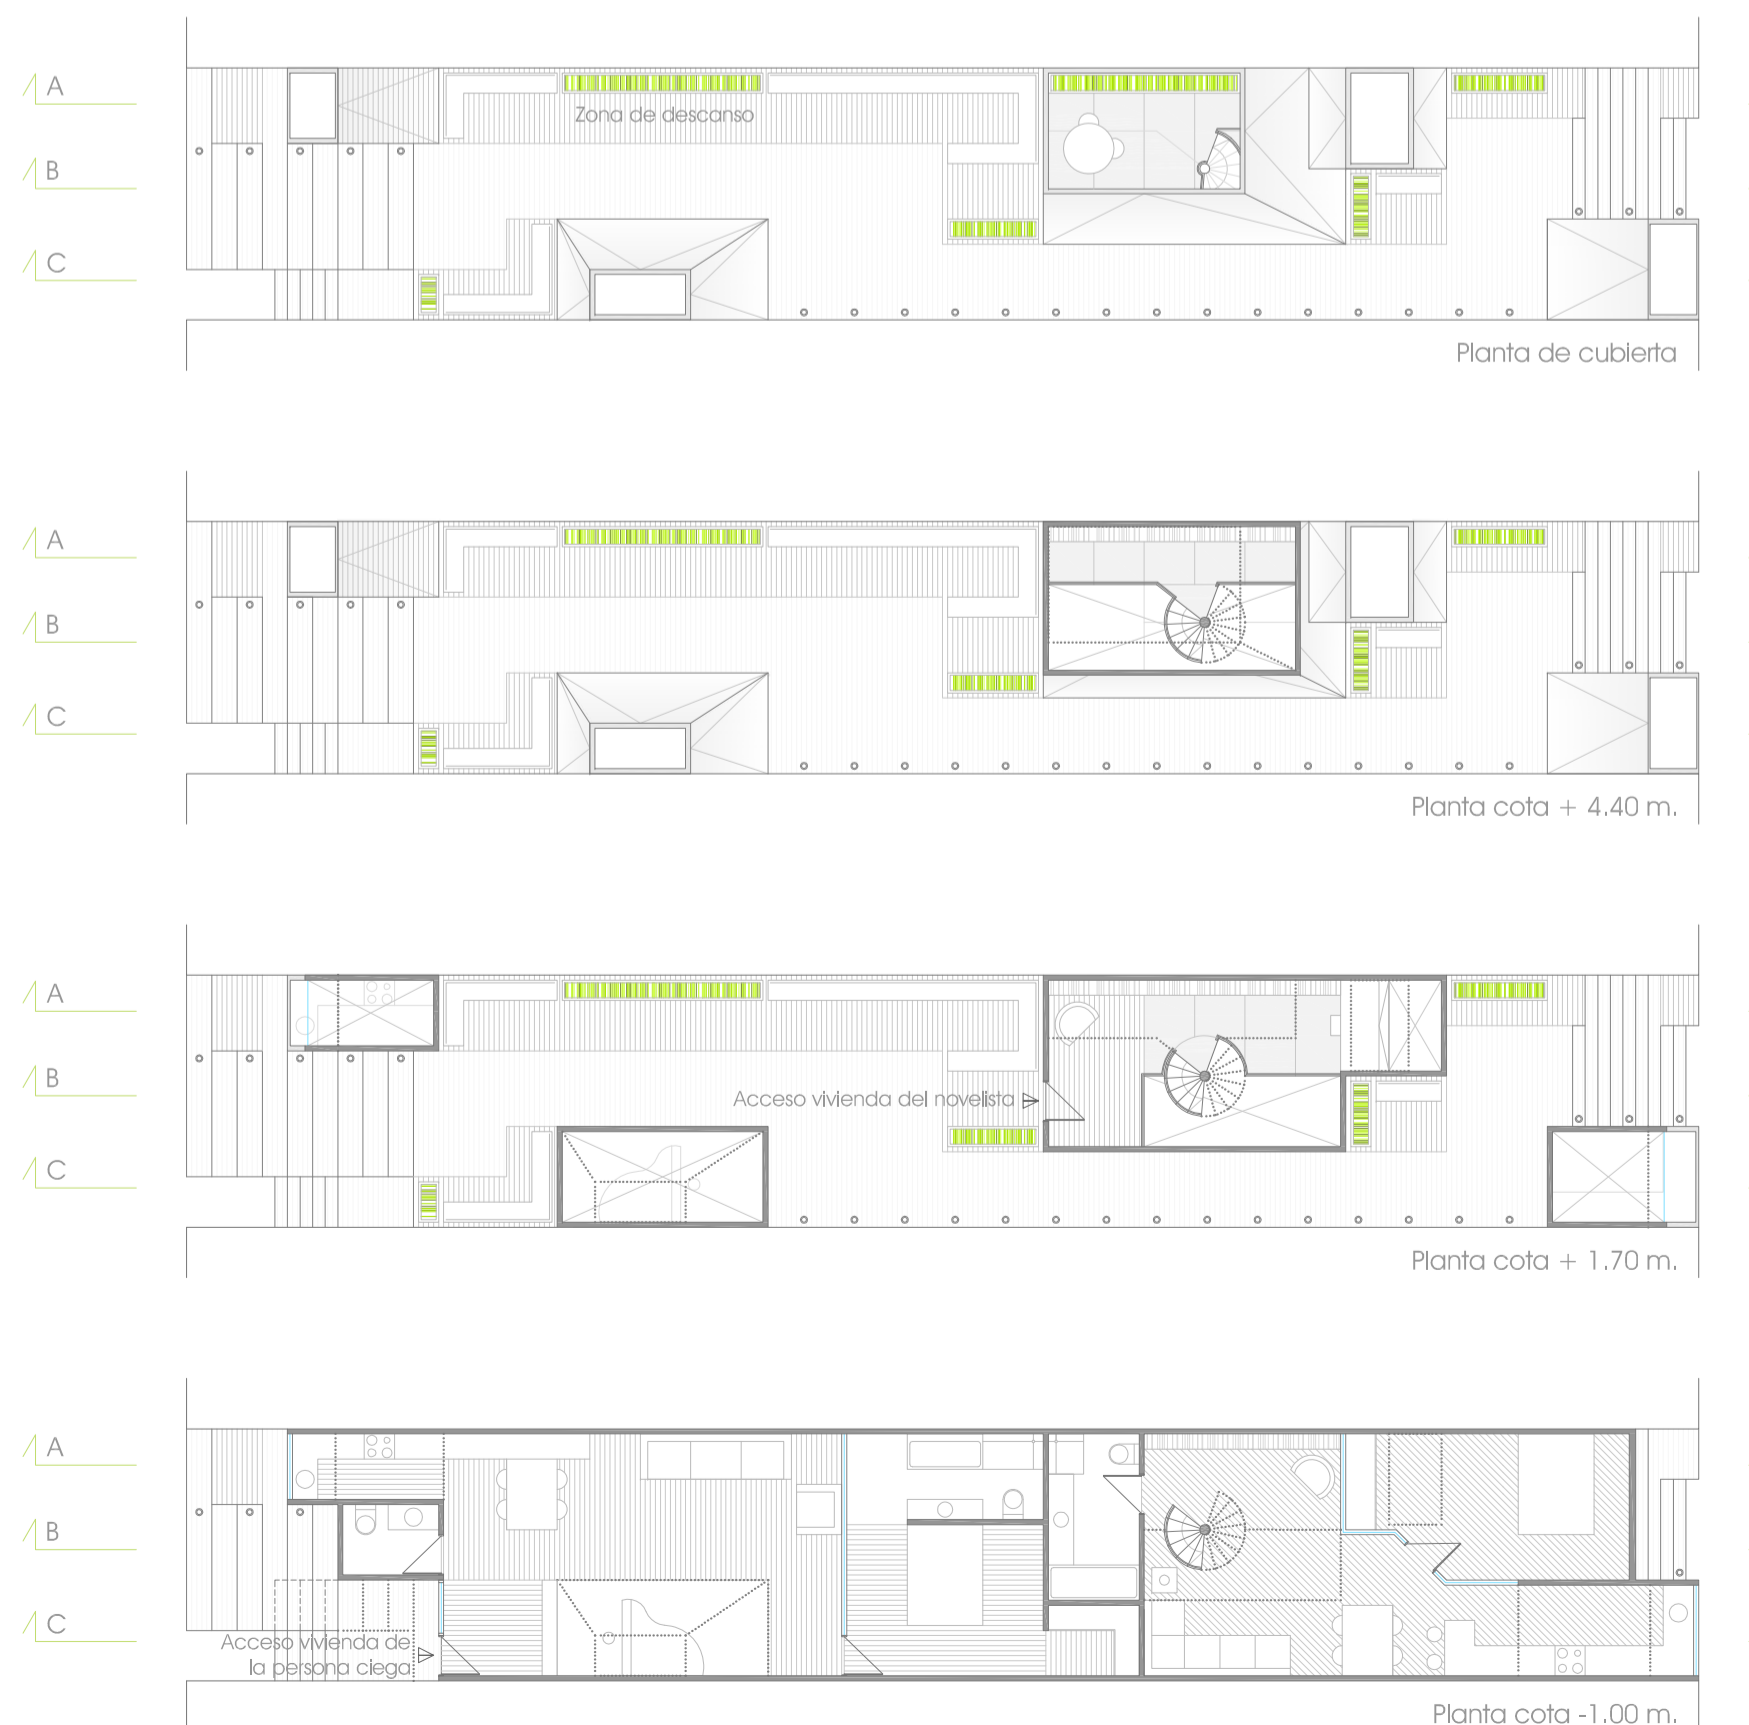 A
Zona de descanso
B
C
Planta de cubierta
A
B
C
Planta cota + 4.40 m.
A
B
Acceso vivienda del novelista
C
Planta cota + 1.70 m.
A
B
C
Acceso vivienda de
la persona ciega
Planta cota -1.00 m.